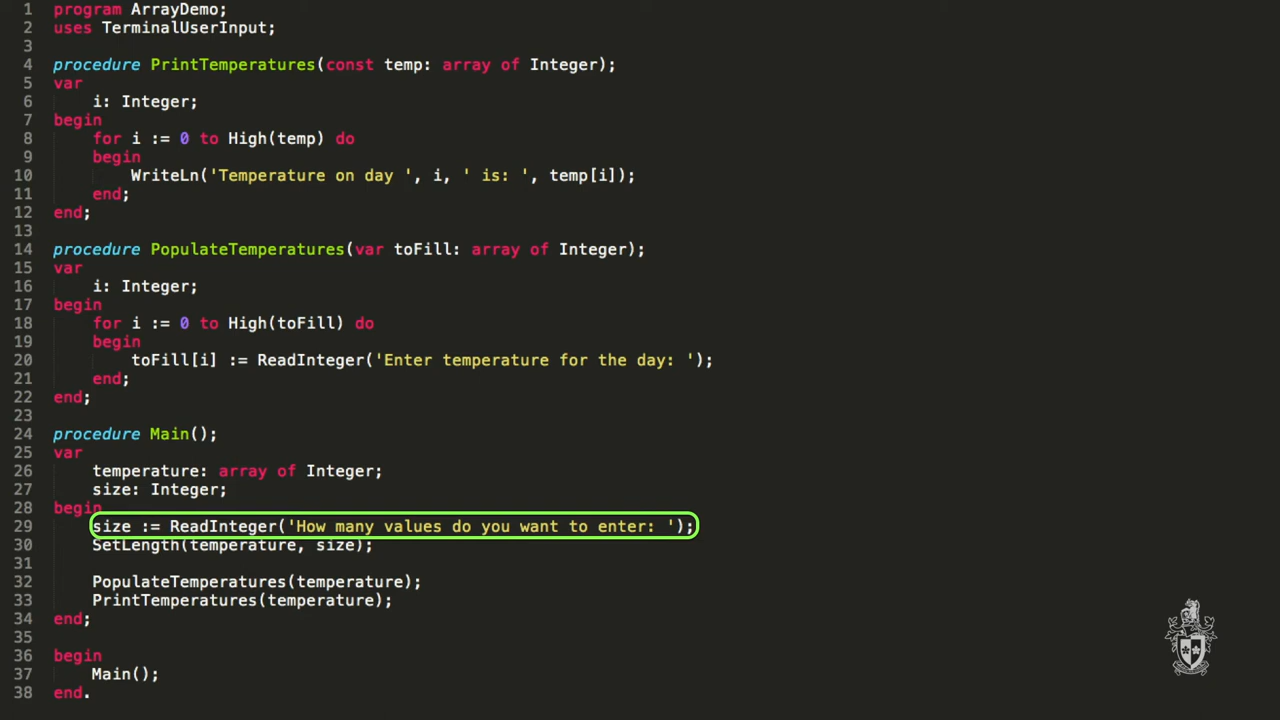 1 program ArrayDemo;
2 uses TerminalUserInput;
3
4 procedure PrintTemperatures(const temp: array of Integer);
5 var
6     i: Integer;
7 begin
8     for i := 0 to High(temp) do
9     begin
10         WriteLn('Temperature on day ', i, ' is: ', temp[i]);
11     end;
12 end;
13
14 procedure PopulateTemperatures(var toFill: array of Integer);
15 var
16     i: Integer;
17 begin
18     for i := 0 to High(toFill) do
19     begin
20         toFill[i] := ReadInteger('Enter temperature for the day: ');
21     end;
22 end;
23
24 procedure Main();
25 var
26     temperature: array of Integer;
27     size: Integer;
28 begin
29     size := ReadInteger('How many values do you want to enter: ');
30     SetLength(temperature, size);
31
32     PopulateTemperatures(temperature);
33     PrintTemperatures(temperature);
34 end;
35
36 begin
37     Main();
38 end.